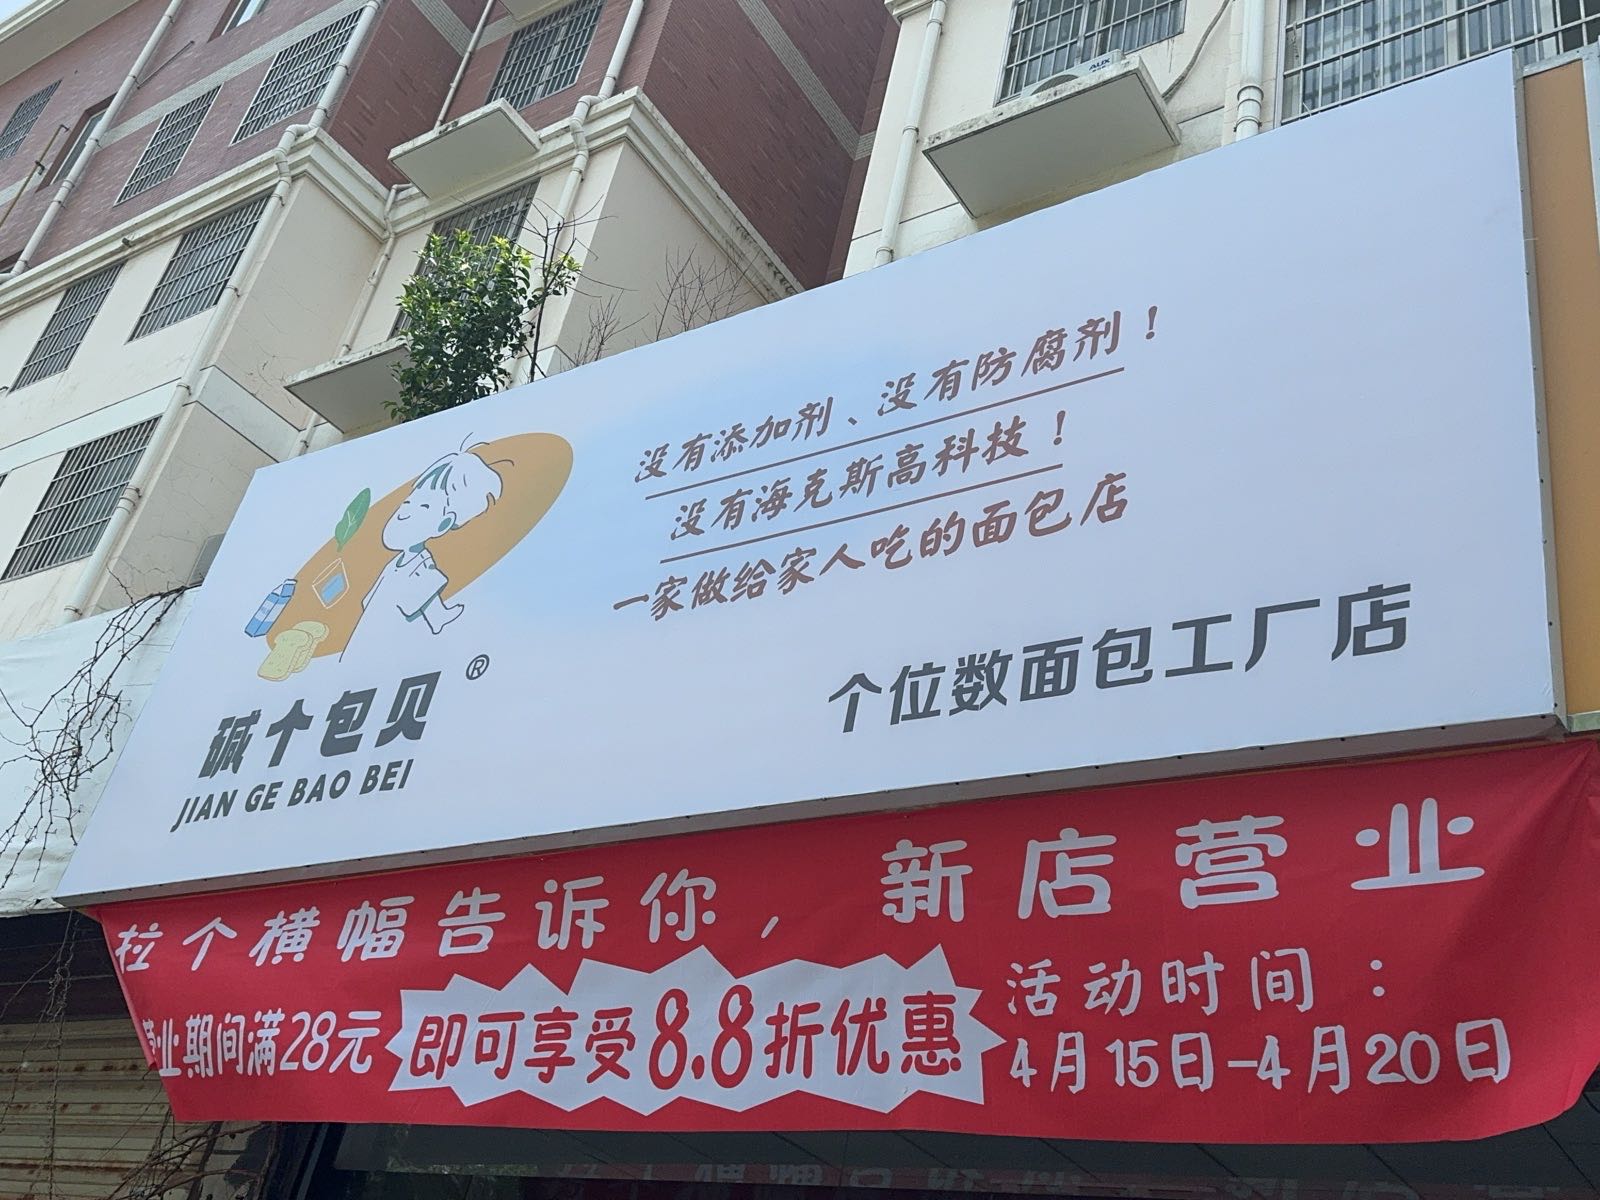 AUX
没有添加剂、没有防腐剂！
没有海克斯高科技！
一家做给家人吃的面包店
个位数面包工厂店
®
碱个包贝
JIAN GE BAO BEI
拉个横幅告诉你，新店营业
营业期间满28元
即可享受8.8折优惠
活动时间：
4月15日-4月20日